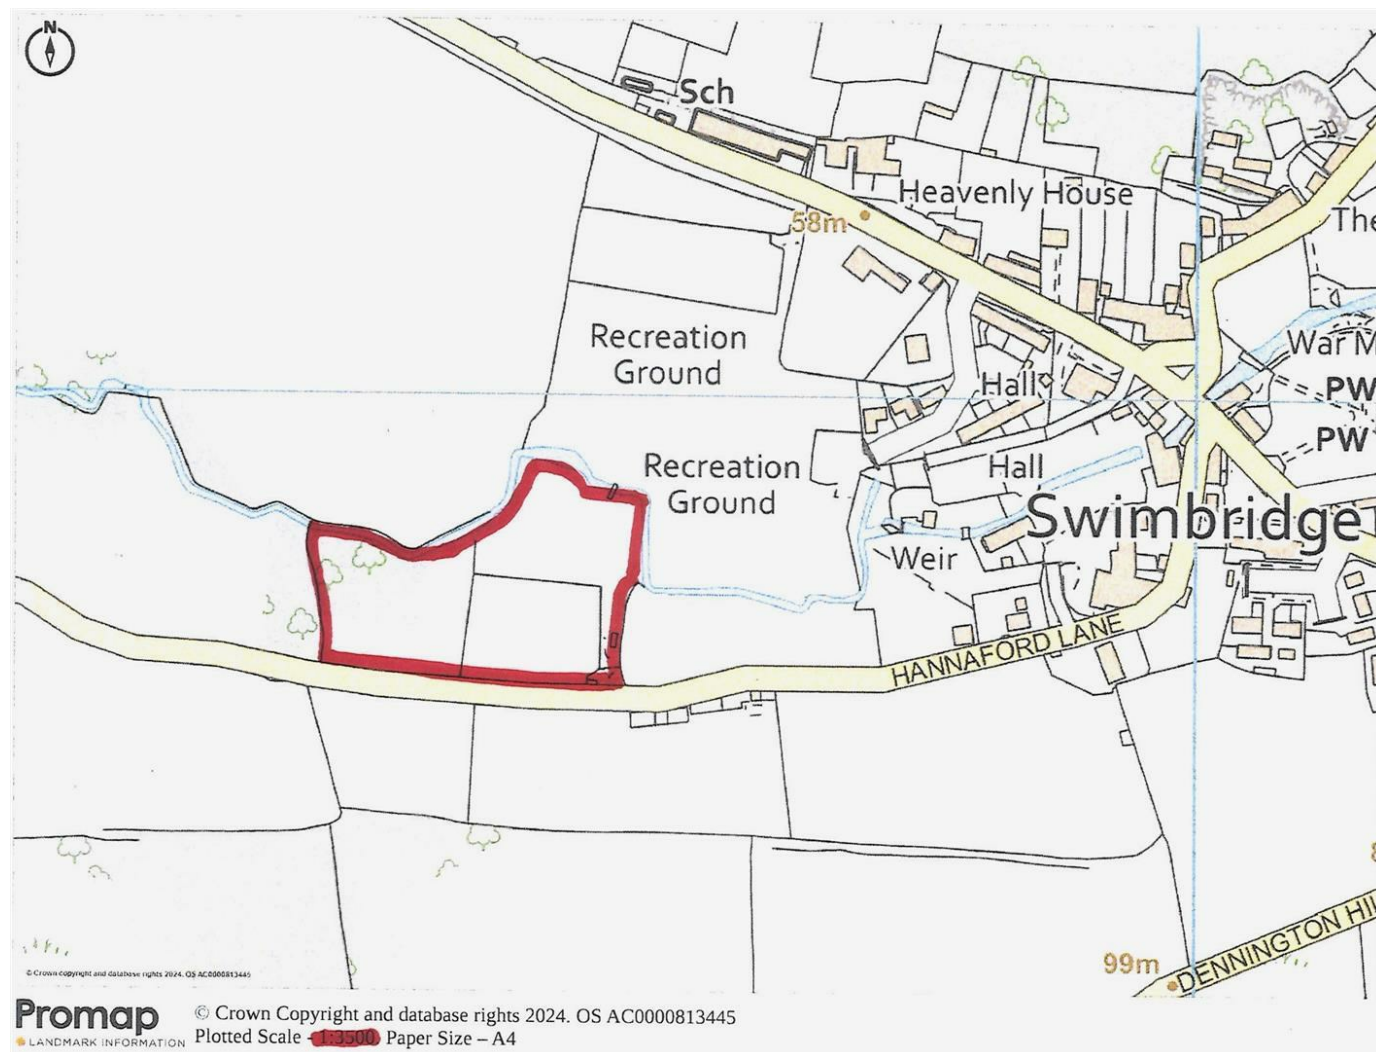 N
Sch
Heavenly House
58m
The
Recreation
Ground
War M
Hall
PW
PW
Recreation
Ground
Hall
Swimbridge
Weir
HANNAFORD LANE
99m
DENNINGTON HIL
© Crown copyright and database rights 2024. OS AC0000813445
Promap
LANDMARK INFORMATION
© Crown Copyright and database rights 2024. OS AC0000813445
Plotted Scale - 1:3500. Paper Size – A4